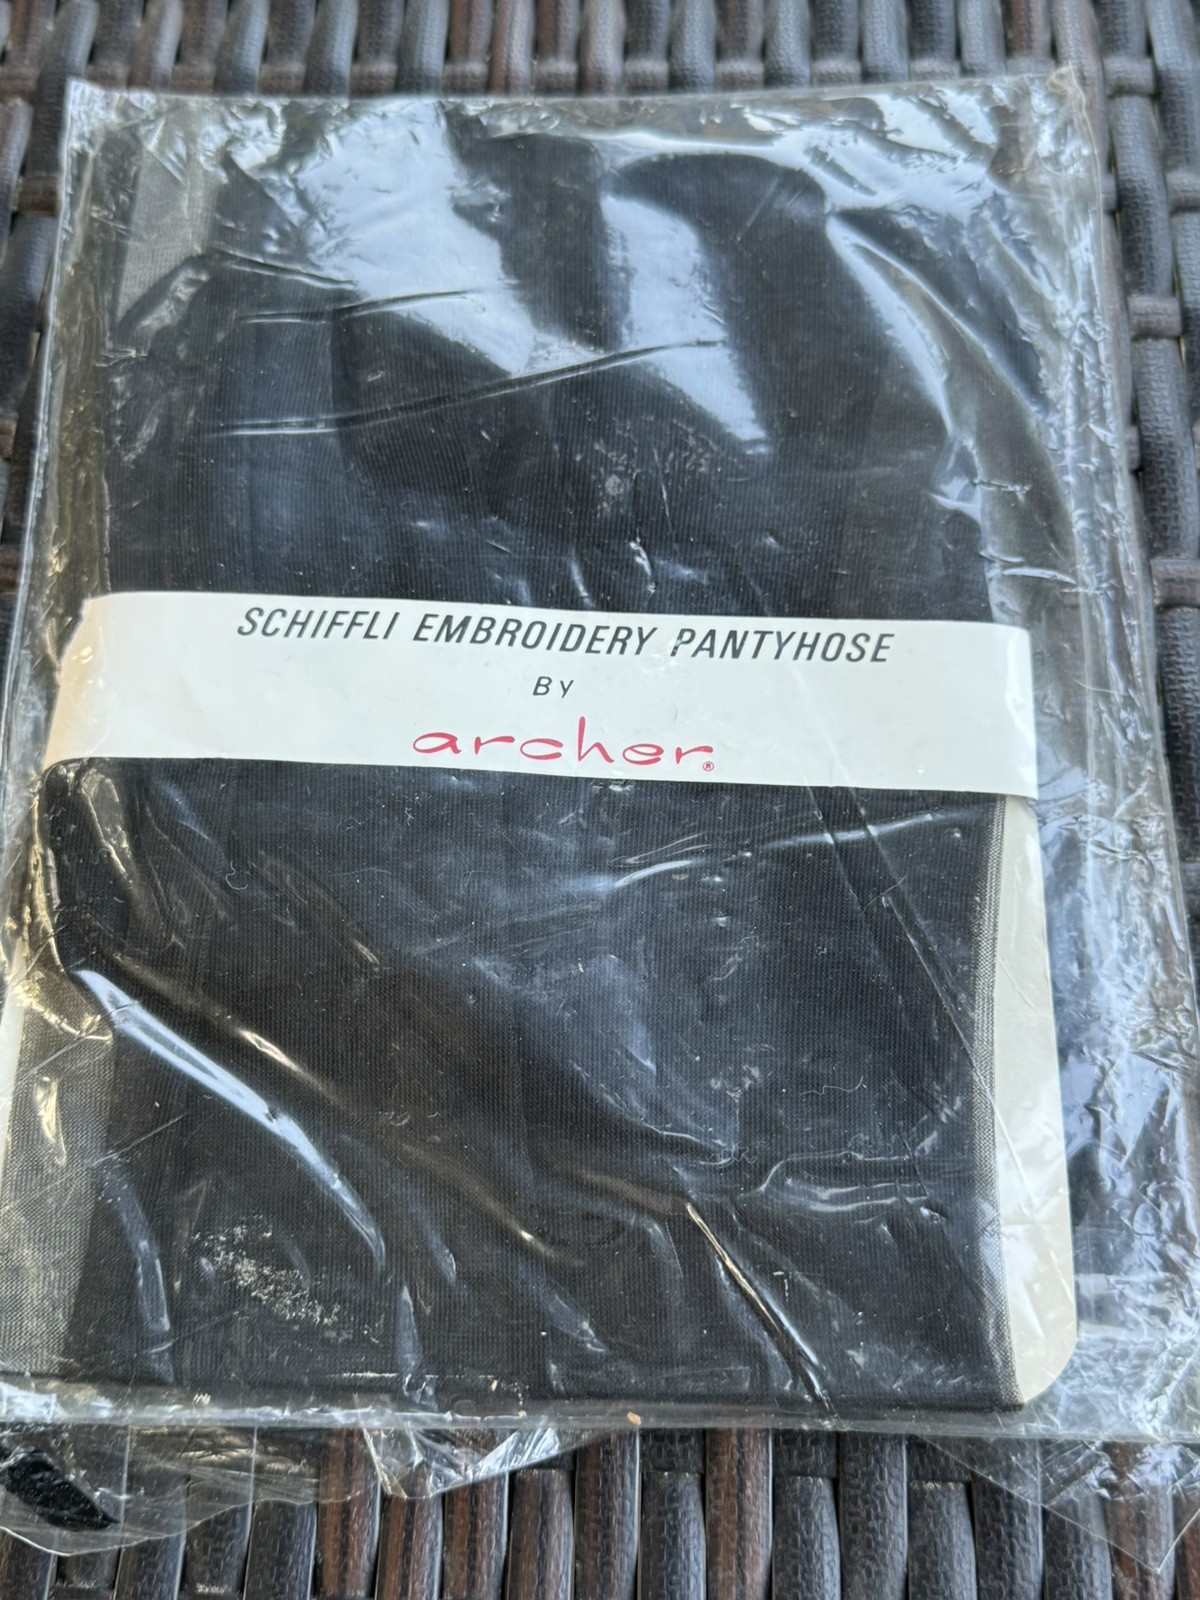 SCHIFFLI EMBROIDERY PANTYHOSE
By
archer®